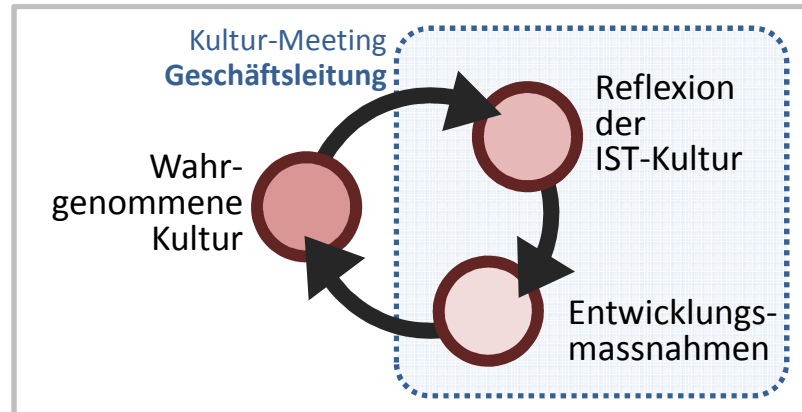 Kultur-Meeting
Geschäftsleitung
Reflexion
der
IST-Kultur
Wahr-
genommene
Kultur
Entwicklungs-
massnahmen